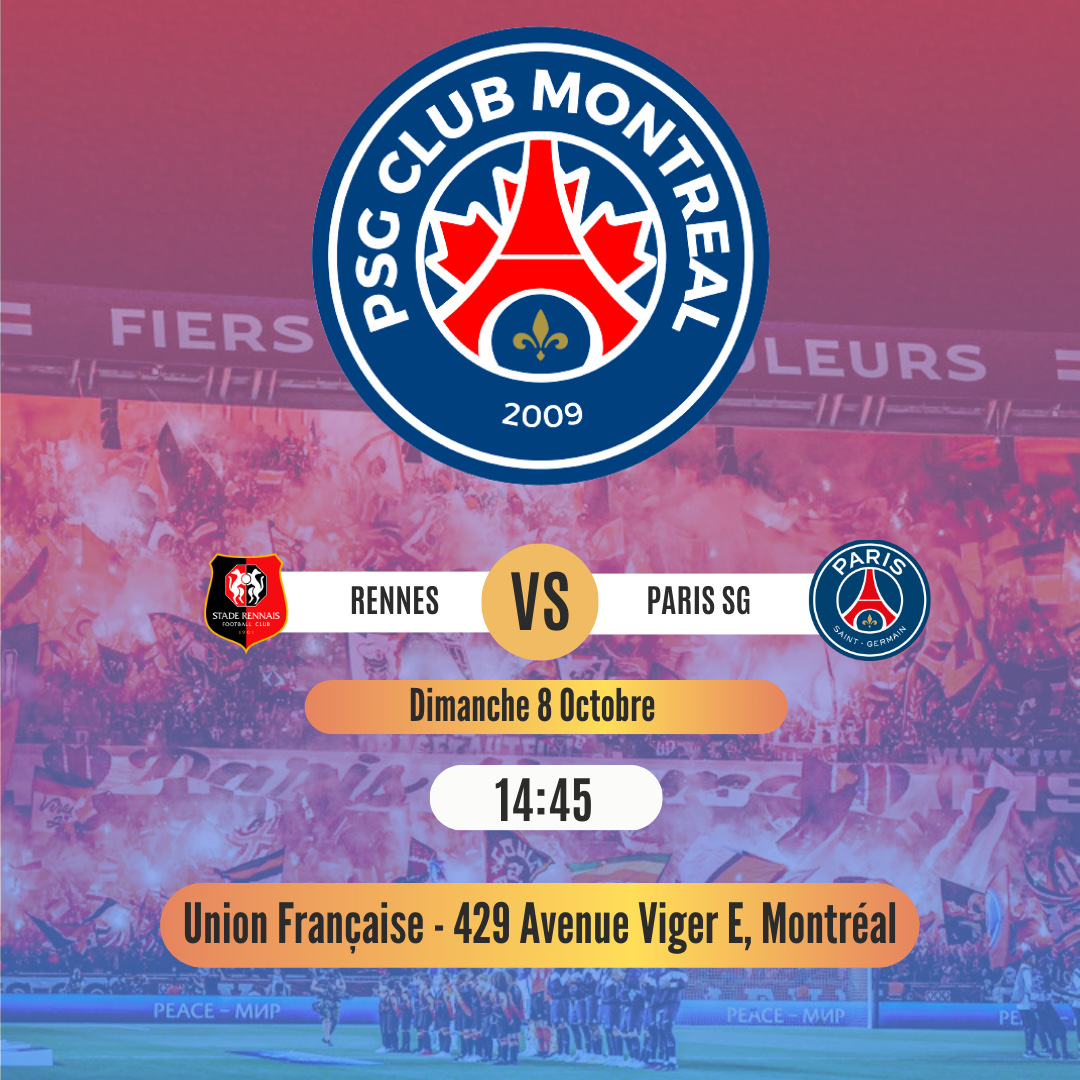 PSG CLUB MONTREAL
2009
FIERS
ULEURS
STADE RENNAIS
FOOTBALL CLUB
1901
RENNES
VS
PARIS SG
PARIS
SAINT - GERMAIN
Dimanche 8 Octobre
14:45
Union Française - 429 Avenue Viger E, Montréal
PEACE – МИР
PEACE – МИР